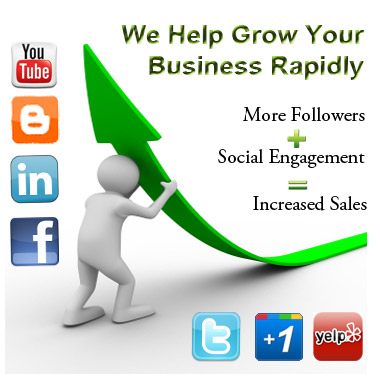 We Help Grow Your
Business Rapidly
More Followers
+
Social Engagement
=
Increased Sales
You
Tube
in
f
+1
yelp